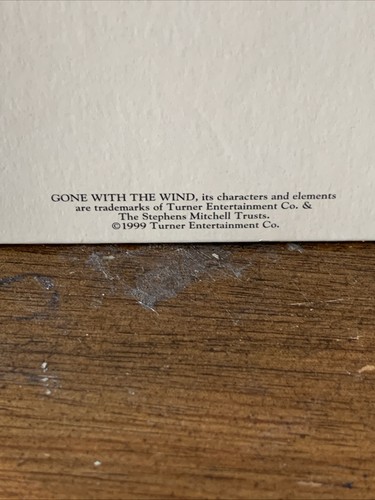 GONE WITH THE WIND, its characters and elements
are trademarks of Turner Entertainment Co. &
The Stephens Mitchell Trusts.
©1999 Turner Entertainment Co.